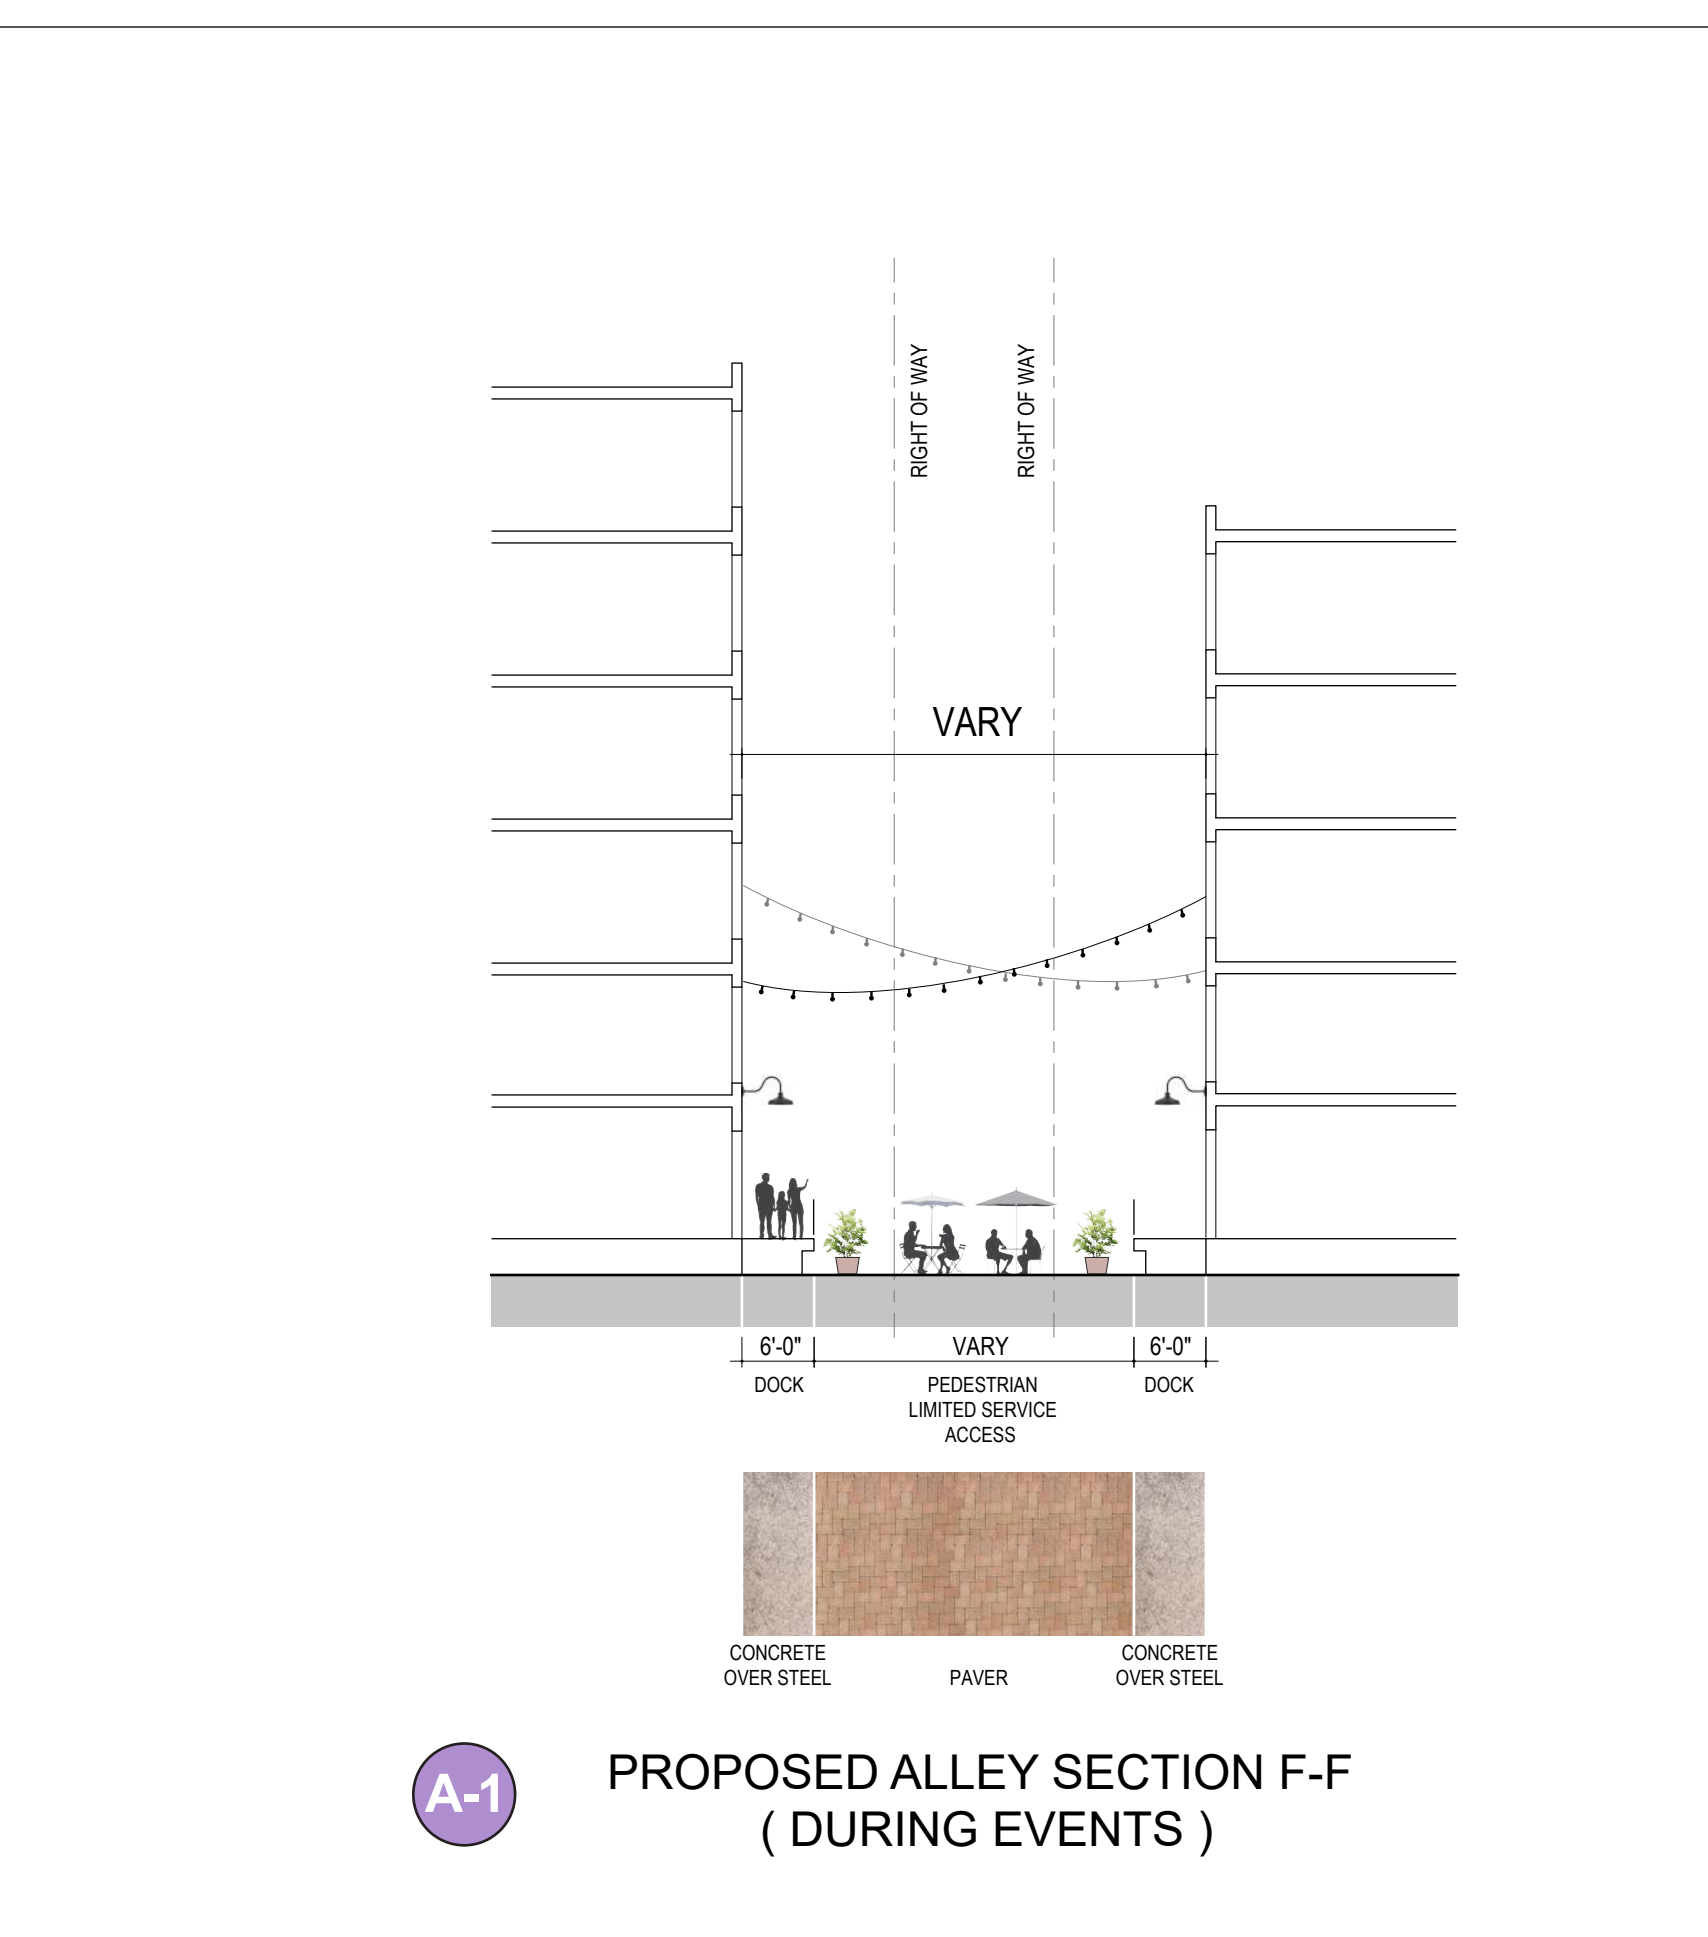 RIGHT OF WAY
RIGHT OF WAY
VARY
6'-0"
VARY
6'-0"
DOCK
PEDESTRIAN
LIMITED SERVICE
ACCESS
DOCK
CONCRETE
OVER STEEL
PAVER
CONCRETE
OVER STEEL
A-1
PROPOSED ALLEY SECTION F-F
( DURING EVENTS )